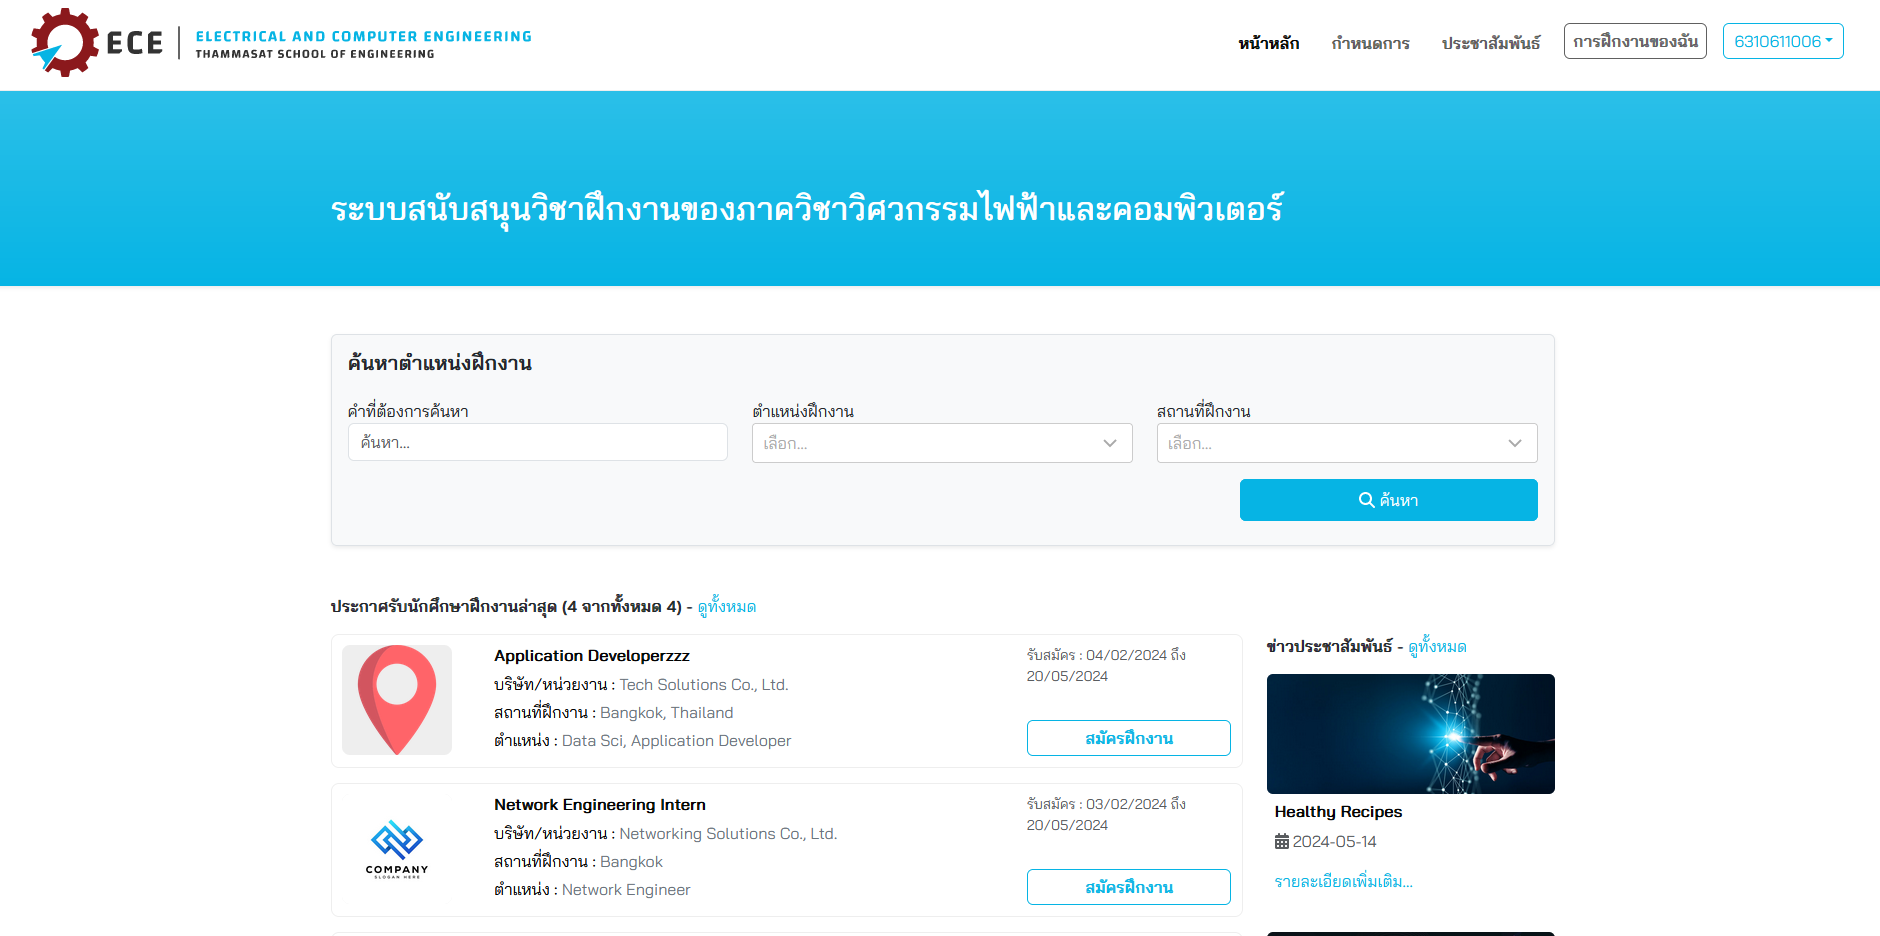 ECE
ELECTRICAL AND COMPUTER ENGINEERING
THAMMASAT SCHOOL OF ENGINEERING
หน้าหลัก
กำหนดการ
ประชาสัมพันธ์
การฝึกงานของฉัน
6310611006
ระบบสนับสนุนวิชาฝึกงานของภาควิชาวิศวกรรมไฟฟ้าและคอมพิวเตอร์
ค้นหาตำแหน่งฝึกงาน
คำที่ต้องการค้นหา
ค้นหา...
ตำแหน่งฝึกงาน
เลือก...
สถานที่ฝึกงาน
เลือก...
ค้นหา
ประกาศรับนักศึกษาฝึกงานล่าสุด (4 จากทั้งหมด 4) - ดูทั้งหมด
Application Developerzzz
บริษัท/หน่วยงาน : Tech Solutions Co., Ltd.
สถานที่ฝึกงาน : Bangkok, Thailand
ตำแหน่ง : Data Sci, Application Developer
รับสมัคร : 04/02/2024 ถึง
20/05/2024
สมัครฝึกงาน
COMPANY
SLOGAN HERE
Network Engineering Intern
บริษัท/หน่วยงาน : Networking Solutions Co., Ltd.
สถานที่ฝึกงาน : Bangkok
ตำแหน่ง : Network Engineer
รับสมัคร : 03/02/2024 ถึง
20/05/2024
สมัครฝึกงาน
ข่าวประชาสัมพันธ์ - ดูทั้งหมด
Healthy Recipes
2024-05-14
รายละเอียดเพิ่มเติม...